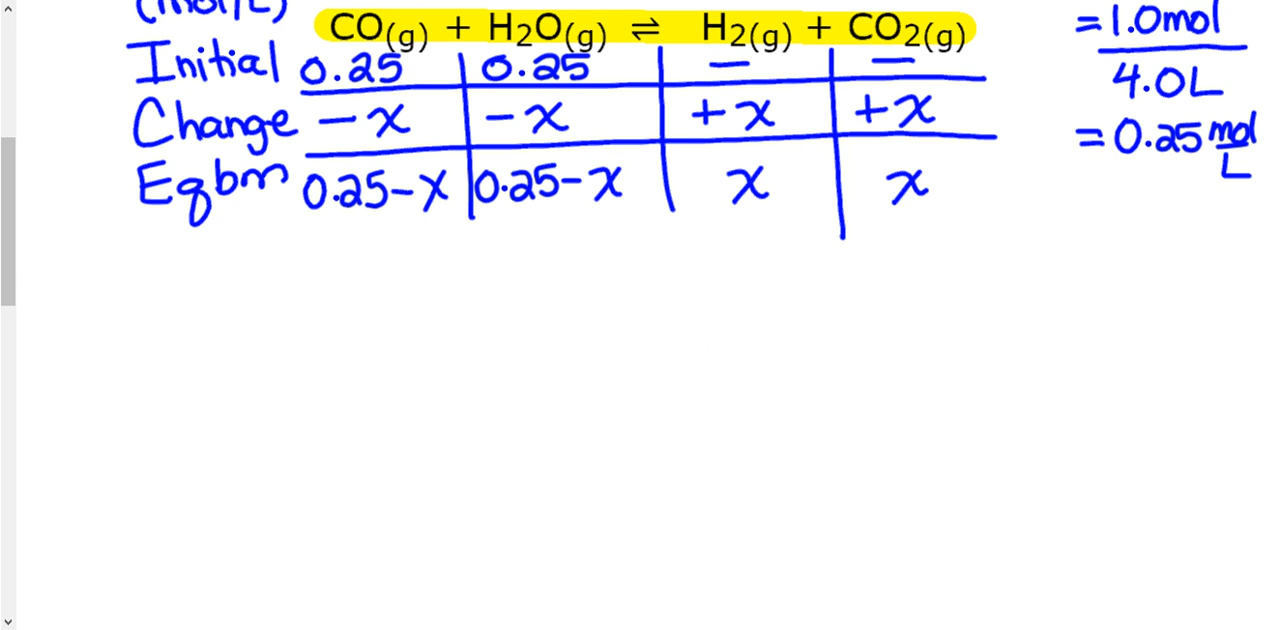 (mol/L)
CO(g) + H2O(g) ⇌ H2(g) + CO2(g)
=1.0mol
Initial 0.25 0.25 — —
4.0L
Change -x -x +x +x
=0.25 mol
L
Eqbm 0.25-x 0.25-x x x